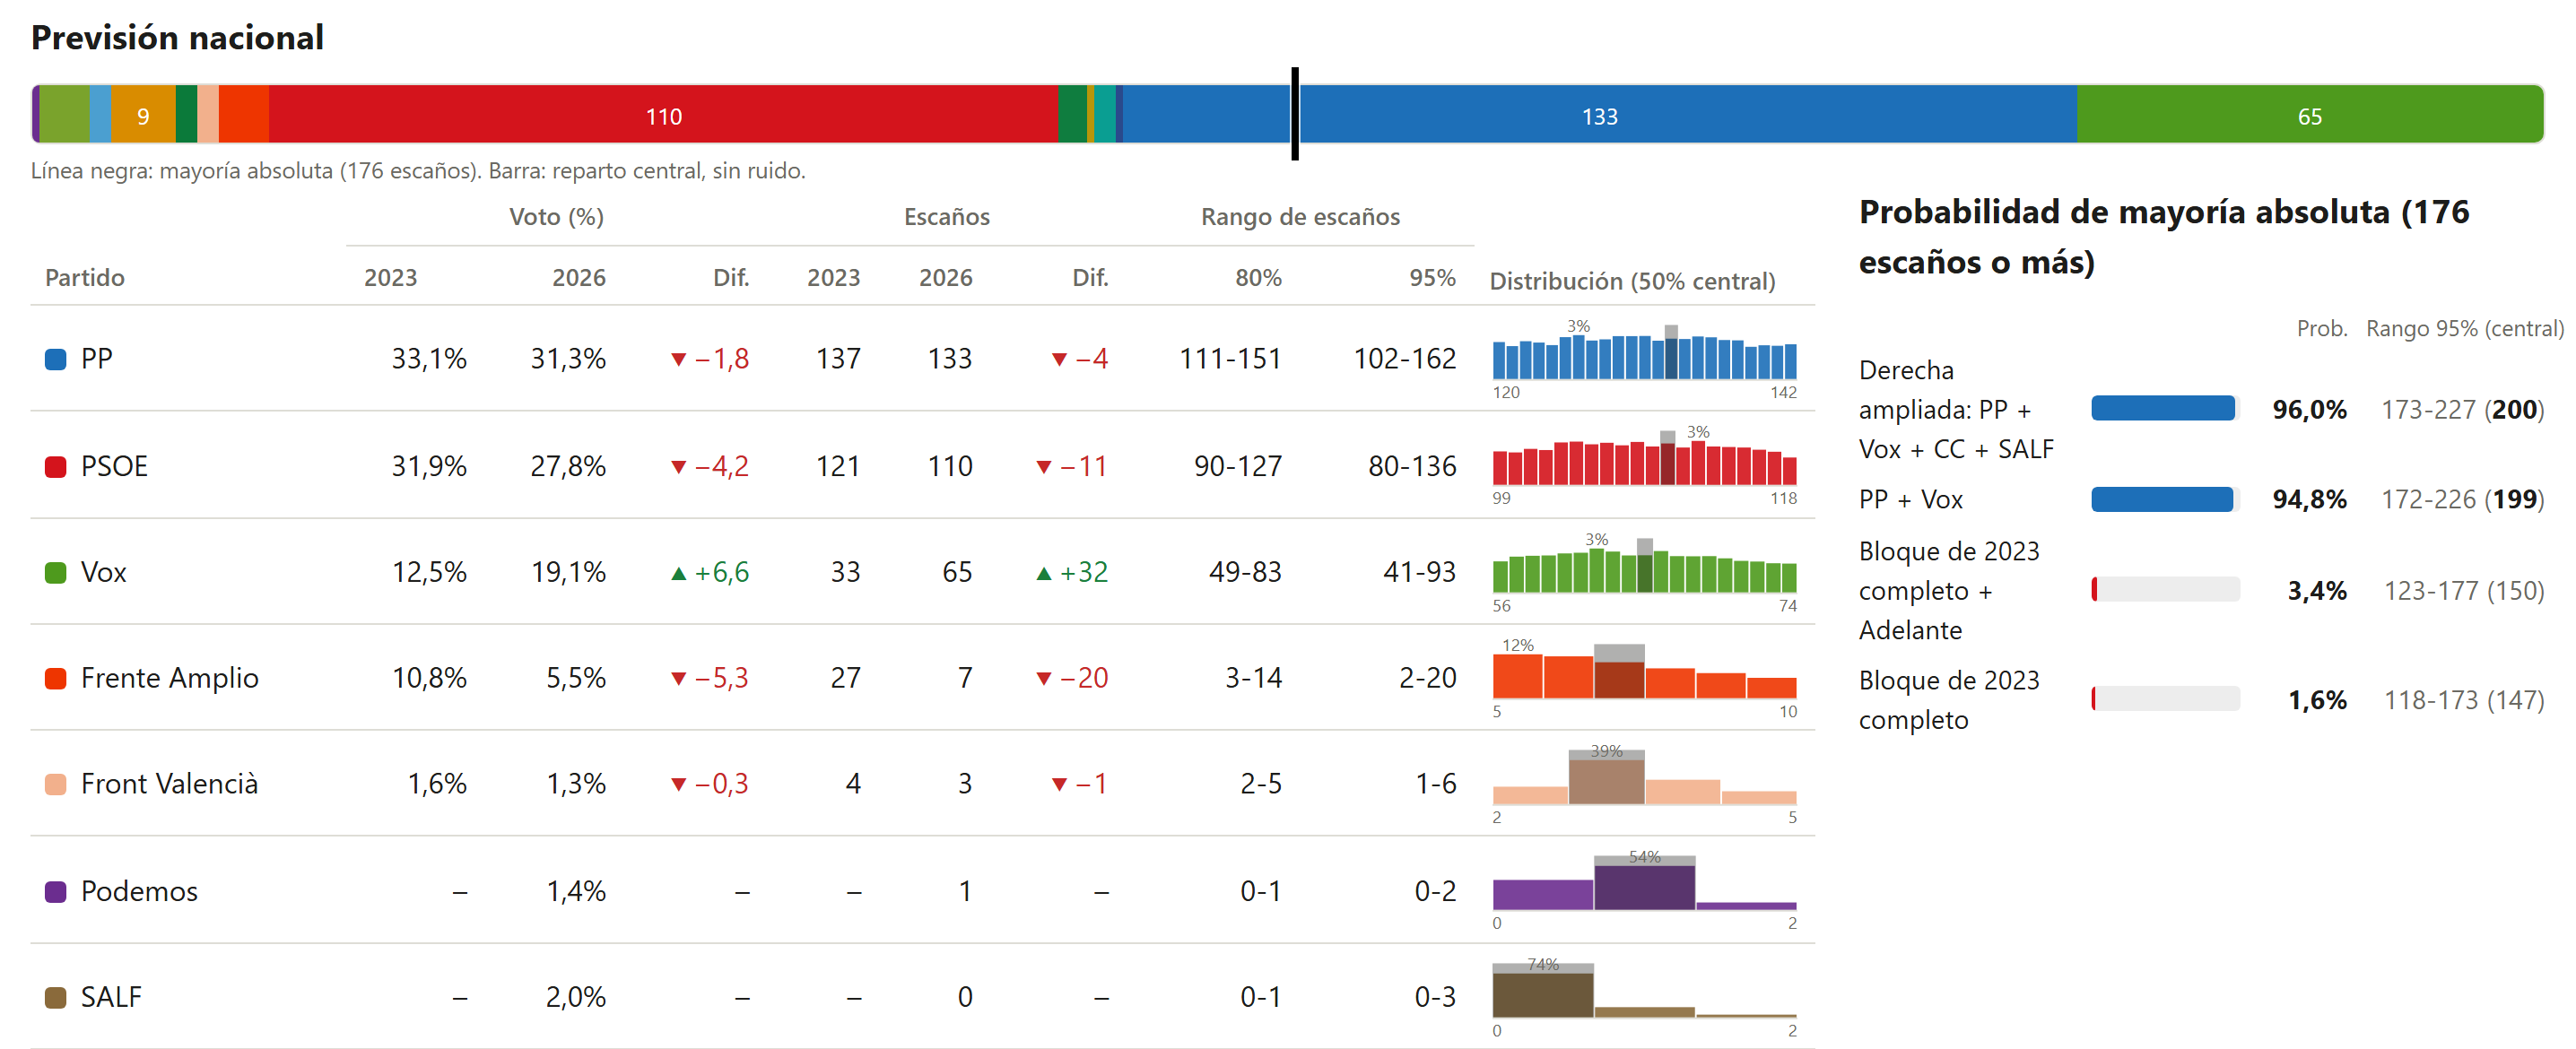 Previsión nacional
9 110 133 65
Línea negra: mayoría absoluta (176 escaños). Barra: reparto central, sin ruido.
Voto (%) Escaños Rango de escaños
Partido 2023 2026 Dif. 2023 2026 Dif. 80% 95% Distribución (50% central)
PP 33,1% 31,3% ▼ −1,8 137 133 ▼ −4 111-151 102-162 3% 120 142
PSOE 31,9% 27,8% ▼ −4,2 121 110 ▼ −11 90-127 80-136 3% 99 118
Vox 12,5% 19,1% ▲ +6,6 33 65 ▲ +32 49-83 41-93 3% 56 74
Frente Amplio 10,8% 5,5% ▼ −5,3 27 7 ▼ −20 3-14 2-20 12% 5 10
Front Valencià 1,6% 1,3% ▼ −0,3 4 3 ▼ −1 2-5 1-6 39% 2 5
Podemos – 1,4% – – 1 – 0-1 0-2 54% 0 2
SALF – 2,0% – – 0 – 0-1 0-3 74% 0 2
Probabilidad de mayoría absoluta (176
escaños o más)
Prob. Rango 95% (central)
Derecha
ampliada: PP + 96,0% 173-227 (200)
Vox + CC + SALF
PP + Vox 94,8% 172-226 (199)
Bloque de 2023
completo + 3,4% 123-177 (150)
Adelante
Bloque de 2023
completo 1,6% 118-173 (147)